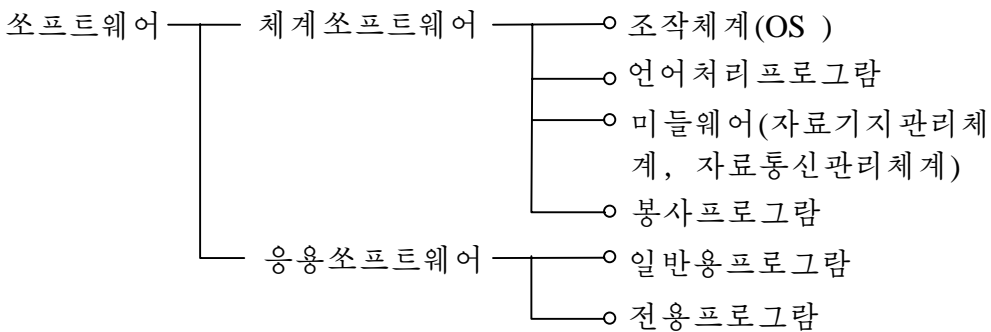 쏘프트웨어 체계쏘프트웨어 조작체계(OS )
언어처리프로그람
미들웨어(자료기지관리체
계, 자료통신관리체계)
봉사프로그람
응용쏘프트웨어 일반용프로그람
전용프로그람